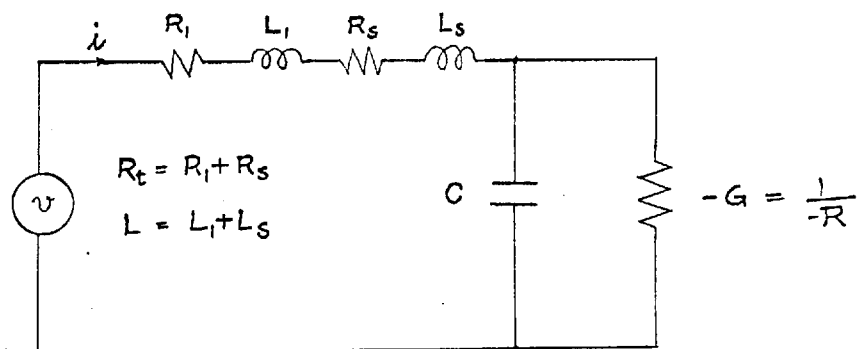 i R₁ L₁ Rₛ Lₛ
Rₜ = R₁ + Rₛ
v C -G = 1/-R
L = L₁ + Lₛ